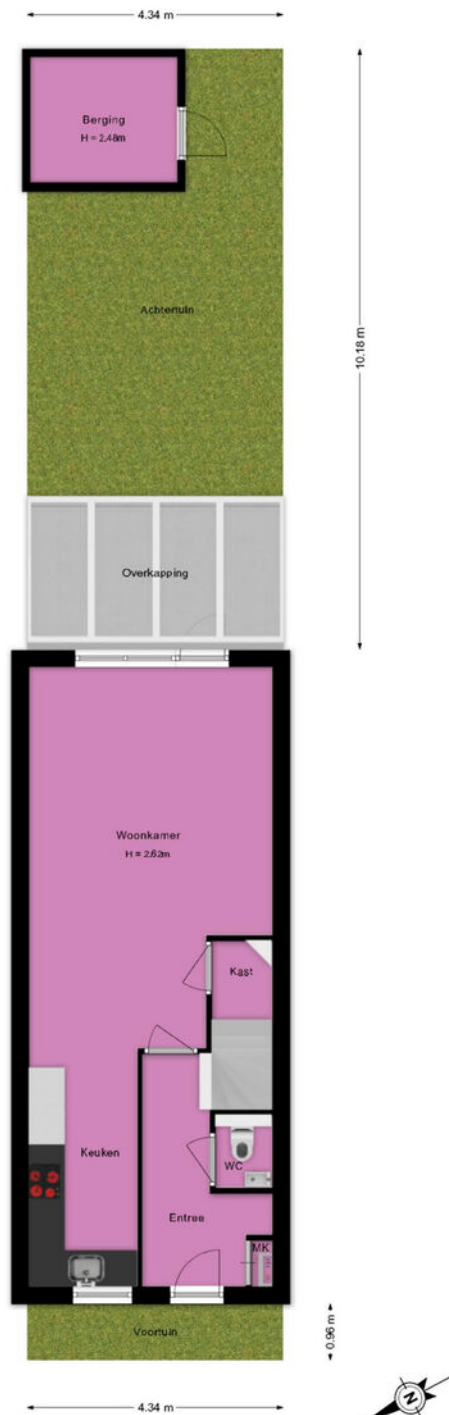 4.34 m
Berging
H = 2.48m
Achtertuin
10.18 m
Overkapping
Woonkamer
H = 2.62m
Kast
Keuken
WC
Entree
MK
Voortuin
0.96 m
4.34 m
N